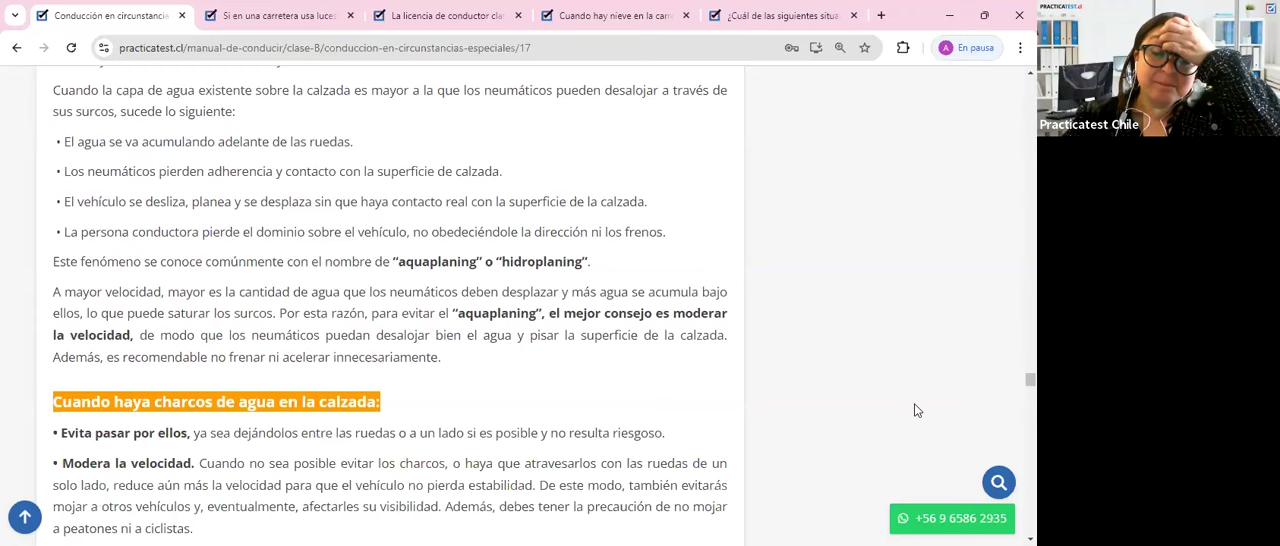 Conducción en circunstancia
Si en una carretera usa luces
La licencia de conductor cla
Cuando hay nieve en la carre
¿Cuál de las siguientes situa
practicatest.cl/manual-de-conducir/clase-B/conduccion-en-circunstancias-especiales/17
A
En pausa
PRACTICATEST.cl
Practicatest Chile
Cuando la capa de agua existente sobre la calzada es mayor a la que los neumáticos pueden desalojar a través de
sus surcos, sucede lo siguiente:
• El agua se va acumulando adelante de las ruedas.
• Los neumáticos pierden adherencia y contacto con la superficie de calzada.
• El vehículo se desliza, planea y se desplaza sin que haya contacto real con la superficie de la calzada.
• La persona conductora pierde el dominio sobre el vehículo, no obedeciéndole la dirección ni los frenos.
Este fenómeno se conoce comúnmente con el nombre de “aquaplaning” o “hidroplaning”.
A mayor velocidad, mayor es la cantidad de agua que los neumáticos deben desplazar y más agua se acumula bajo
ellos, lo que puede saturar los surcos. Por esta razón, para evitar el “aquaplaning”, el mejor consejo es moderar
la velocidad, de modo que los neumáticos puedan desalojar bien el agua y pisar la superficie de la calzada.
Además, es recomendable no frenar ni acelerar innecesariamente.
Cuando haya charcos de agua en la calzada:
• Evita pasar por ellos, ya sea dejándolos entre las ruedas o a un lado si es posible y no resulta riesgoso.
• Modera la velocidad. Cuando no sea posible evitar los charcos, o haya que atravesarlos con las ruedas de un
solo lado, reduce aún más la velocidad para que el vehículo no pierda estabilidad. De este modo, también evitarás
mojar a otros vehículos y, eventualmente, afectarles su visibilidad. Además, debes tener la precaución de no mojar
a peatones ni a ciclistas.
+56 9 6586 2935